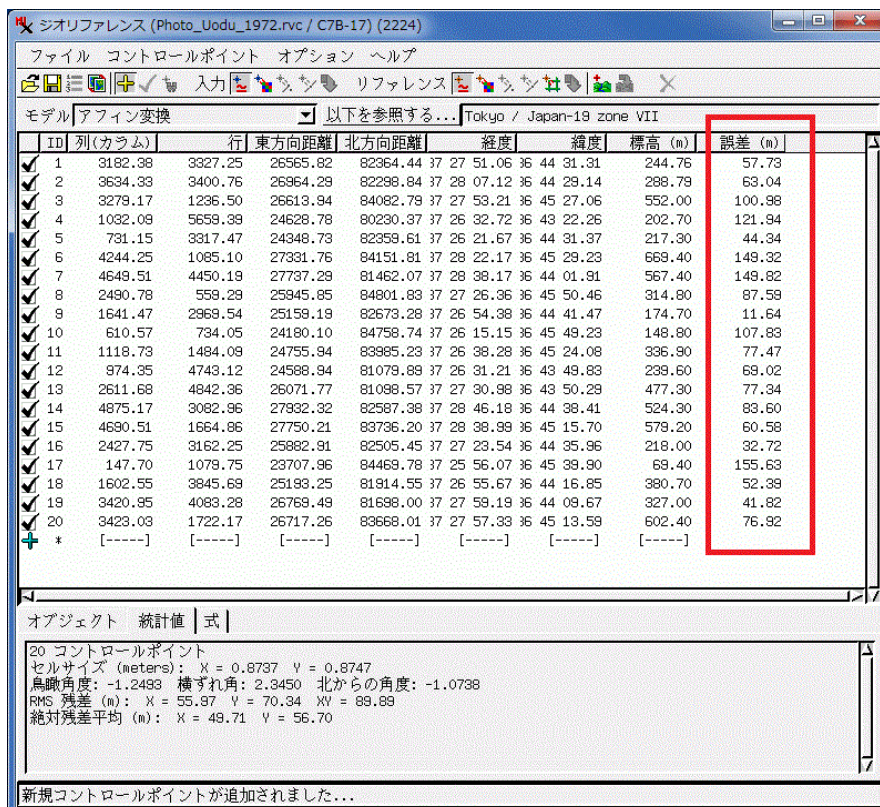 ジオリファレンス (Photo_Uodu_1972.rvc / C7B-17) (2224)
ファイル コントロールポイント オプション ヘルプ
入力 リファレンス
モデル アフィン変換 以下を参照する... Tokyo / Japan-19 zone VII
ID 列(カラム) 行 東方向距離 北方向距離 経度 緯度 標高 (m) 誤差 (m)
1 3182.38 3327.25 26565.82 82364.44 37 27 51.06 36 44 31.31 244.76 57.73
2 3634.33 3400.76 26964.29 82298.84 37 28 07.12 36 44 29.14 288.79 63.04
3 3279.17 1236.50 26613.94 84082.79 37 27 53.21 36 45 27.06 552.00 100.98
4 1032.09 5659.39 24628.78 80230.37 37 26 32.72 36 43 22.26 202.70 121.94
5 731.15 3317.47 24348.73 82359.61 37 26 21.67 36 44 31.37 217.30 44.34
6 4244.25 1085.10 27331.76 84151.81 37 28 22.17 36 45 29.23 669.40 149.32
7 4649.51 4450.19 27737.29 81462.07 37 28 38.17 36 44 01.91 567.40 149.82
8 2490.78 559.29 25945.85 84801.83 37 27 26.36 36 45 50.46 314.80 87.59
9 1641.47 2969.54 25159.19 82673.28 37 26 54.38 36 44 41.47 174.70 11.64
10 610.57 734.05 24180.10 84758.74 37 26 15.15 36 45 49.23 148.80 107.83
11 1118.73 1484.09 24755.94 83985.23 37 26 38.28 36 45 24.08 336.90 77.47
12 974.35 4743.12 24588.94 81079.89 37 26 31.21 36 43 49.83 239.60 69.02
13 2611.68 4842.36 26071.77 81098.57 37 27 30.98 36 43 50.29 477.30 77.34
14 4875.17 3082.96 27932.32 82587.38 37 28 46.18 36 44 38.41 524.30 83.60
15 4690.51 1664.86 27750.21 83736.20 37 28 38.99 36 45 15.70 579.20 60.58
16 2427.75 3162.25 25882.91 82505.45 37 27 23.54 36 44 35.96 218.00 32.72
17 147.70 1079.75 23707.96 84469.78 37 25 56.07 36 45 39.90 69.40 155.63
18 1602.55 3845.69 25193.25 81914.55 37 26 55.67 36 44 16.85 380.70 52.39
19 3420.95 4083.28 26769.49 81698.00 37 27 59.19 36 44 09.67 327.00 41.82
20 3423.03 1722.17 26717.26 83668.01 37 27 57.33 36 45 13.59 602.40 76.92
* [-----] [-----] [-----] [-----] [-----] [-----] [-----]
オブジェクト 統計値 式
20 コントロールポイント
セルサイズ (meters): X = 0.8737 Y = 0.8747
鳥瞰角度: -1.2493 横ずれ角: 2.3450 北からの角度: -1.0738
RMS 残差 (m): X = 55.97 Y = 70.34 XY = 89.89
絶対残差平均 (m): X = 49.71 Y = 56.70
新規コントロールポイントが追加されました...